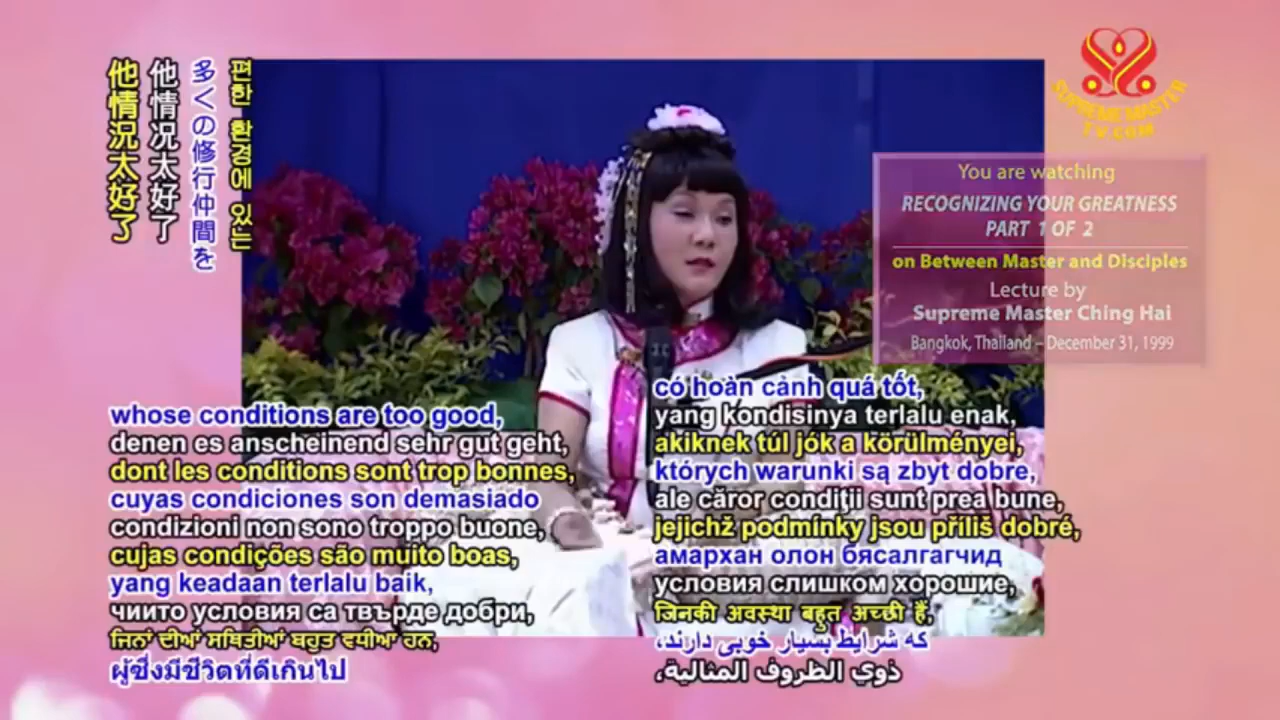 他情況太好了
他情况太好了
多くの修行仲間を
편한 환경에 있는
SUPREME MASTER
TV.COM
You are watching
RECOGNIZING YOUR GREATNESS
PART 1 OF 2
on Between Master and Disciples
Lecture by
Supreme Master Ching Hai
Bangkok, Thailand – December 31, 1999
whose conditions are too good,
denen es anscheinend sehr gut geht,
dont les conditions sont trop bonnes,
cuyas condiciones son demasiado
condizioni non sono troppo buone,
cujas condições são muito boas,
yang keadaan terlalu baik,
чиито условия са твърде добри,
ਜਿਨਾਂ ਦੀਆਂ ਸਥਿਤੀਆਂ ਬਹੁਤ ਵਧੀਆ ਹਨ,
ผู้ซึ่งมีชีวิตที่ดีเกินไป
có hoàn cảnh quá tốt,
yang kondisinya terlalu enak,
akiknek túl jók a körülményei,
których warunki są zbyt dobre,
ale căror condiţii sunt prea bune,
jejichž podmínky jsou příliš dobré,
амархан олон бясалгагчид
условия слишком хорошие,
जिनकी अवस्था बहुत अच्छी हैं,
که شرایط بسیار خوبی دارند،
ذوي الظروف المثالية،